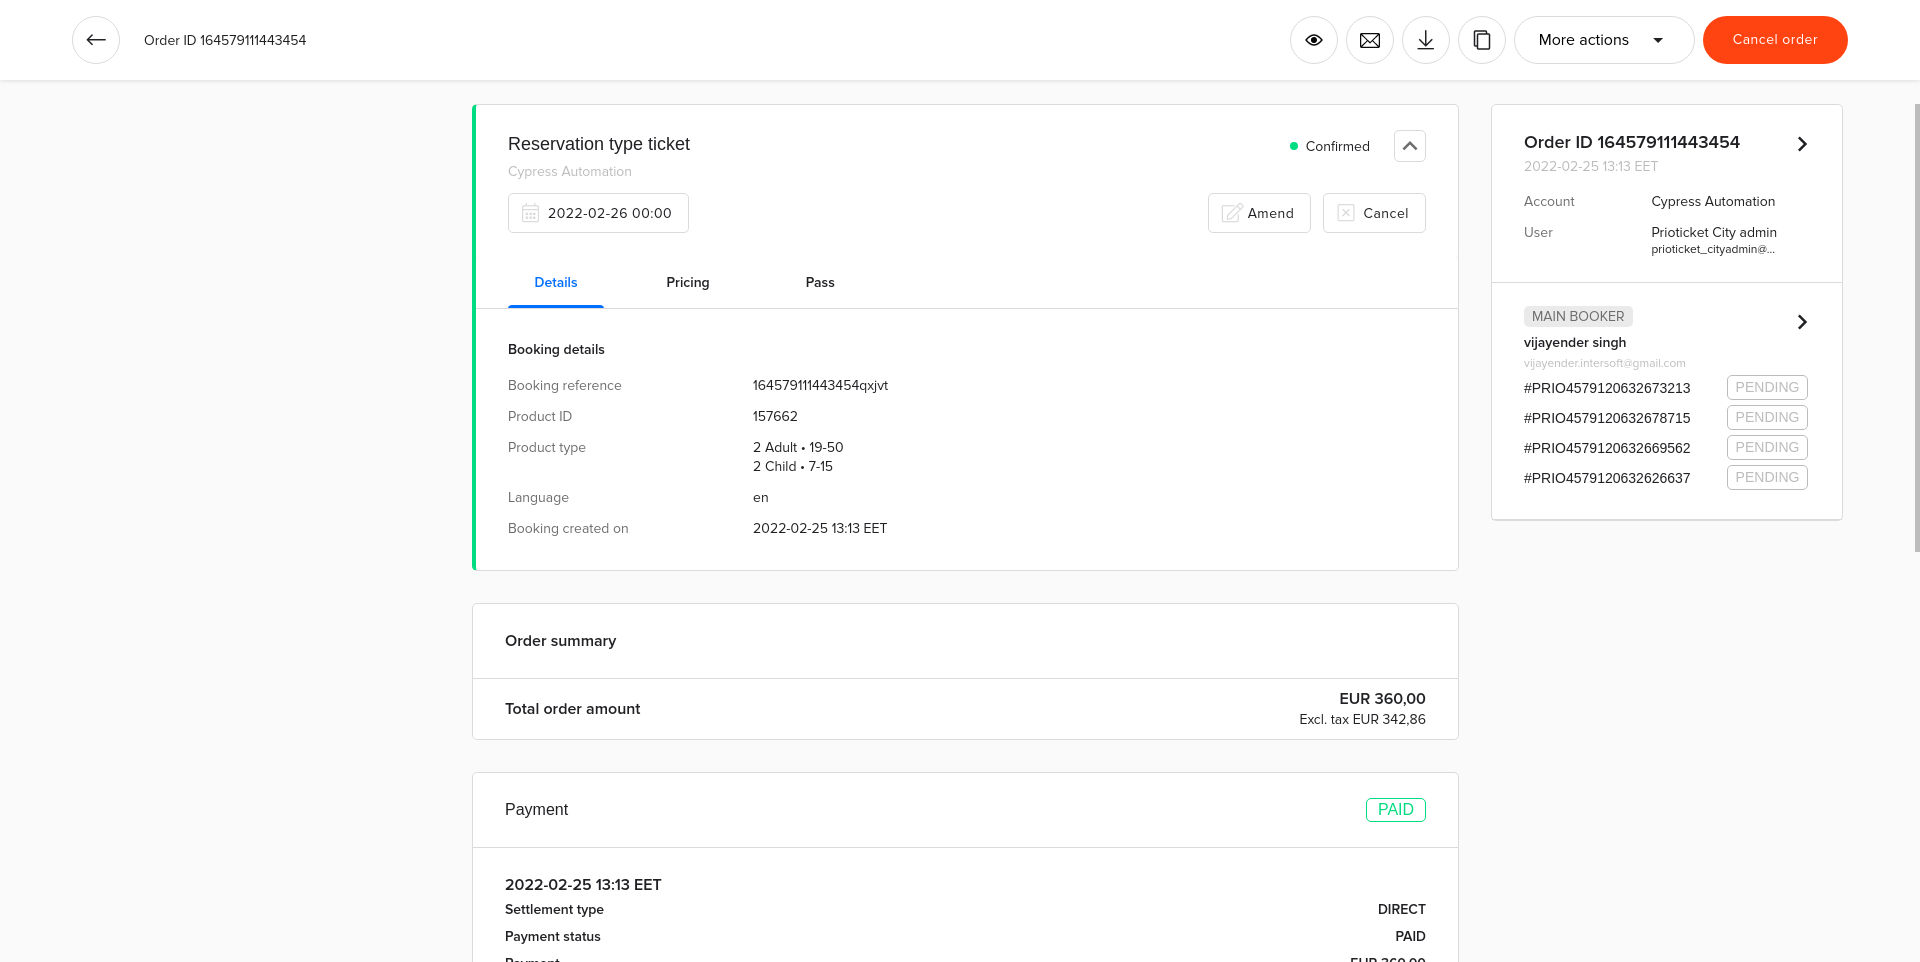 Order ID 164579111443454
More actions
Cancel order
Reservation type ticket
Confirmed
Cypress Automation
2022-02-26 00:00
Amend
Cancel
Details
Pricing
Pass
Booking details
Booking reference 164579111443454qxjvt
Product ID 157662
Product type 2 Adult • 19-50
2 Child • 7-15
Language en
Booking created on 2022-02-25 13:13 EET
Order summary
Total order amount EUR 360,00
Excl. tax EUR 342,86
Payment PAID
2022-02-25 13:13 EET
Settlement type DIRECT
Payment status PAID
Payment EUR 360,00
Order ID 164579111443454
2022-02-25 13:13 EET
Account Cypress Automation
User Prioticket City admin
prioticket_cityadmin@...
MAIN BOOKER
vijayender singh
vijayender.intersoft@gmail.com
#PRIO4579120632673213 PENDING
#PRIO4579120632678715 PENDING
#PRIO4579120632669562 PENDING
#PRIO4579120632626637 PENDING